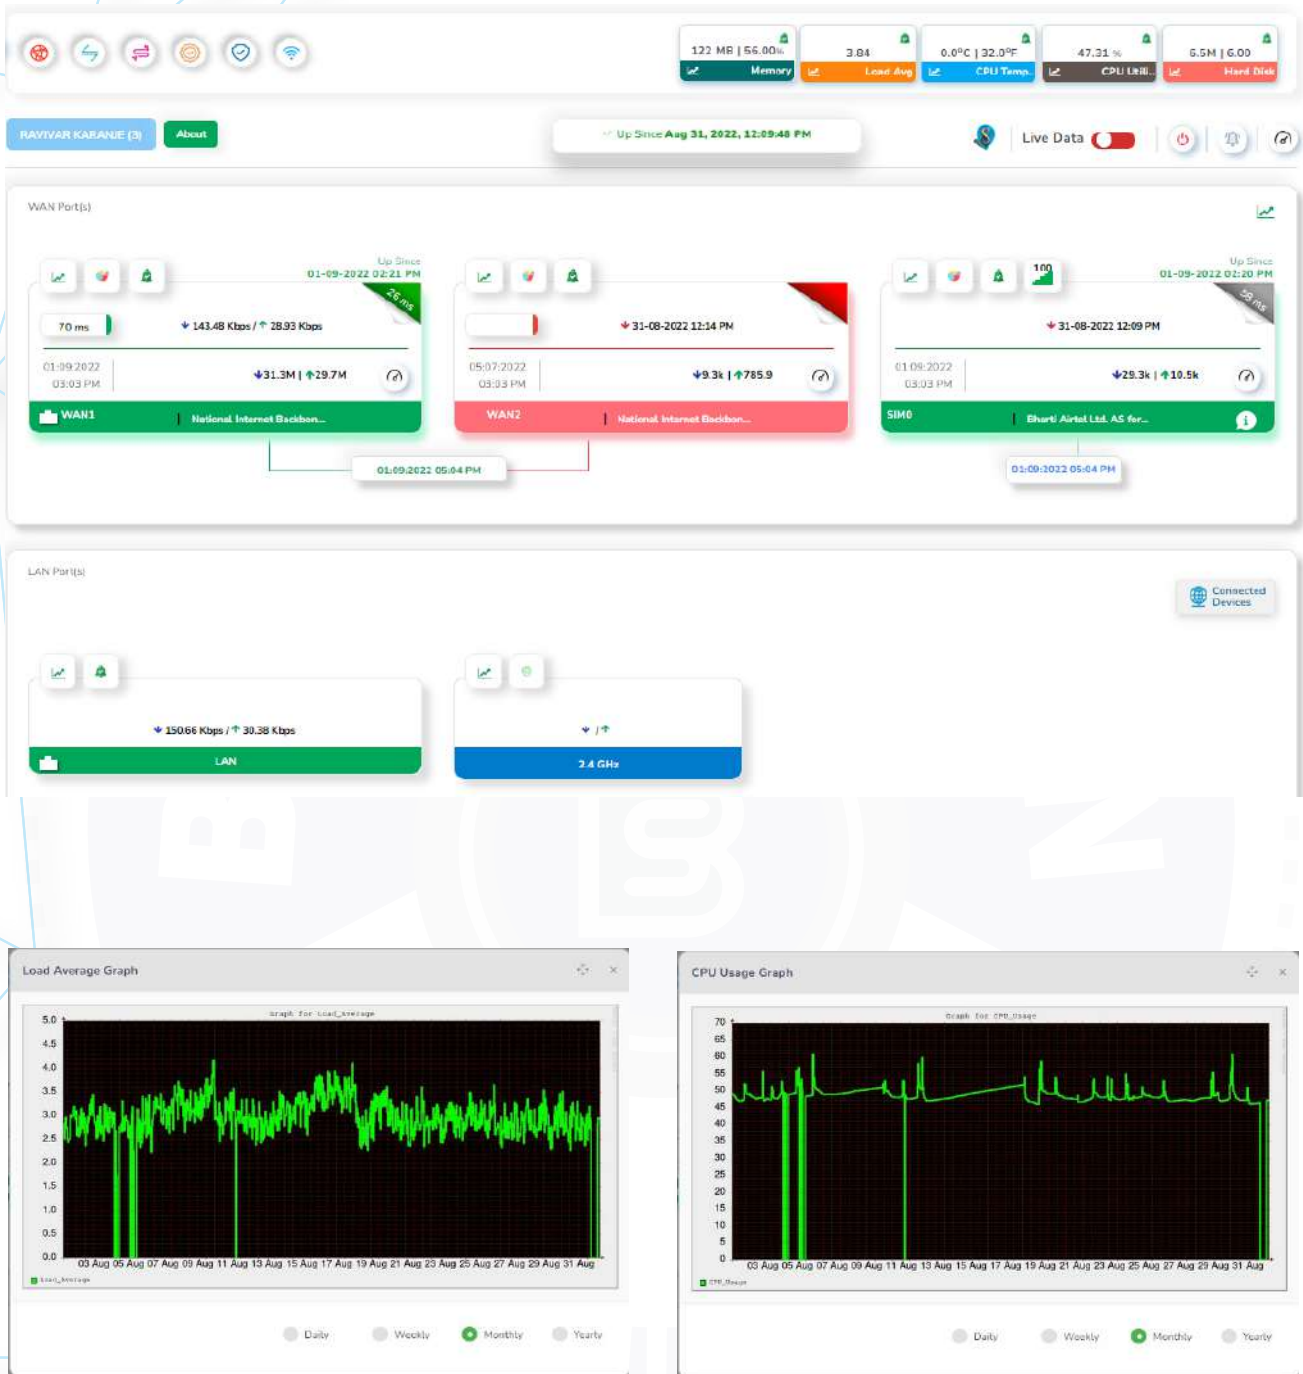 122 MB | 56.00%
Memory
3.84
Load Avg
0.0°C | 32.0°F
CPU Temp..
47.31 %
CPU Utili..
6.5M | 6.00
Hard Disk
RAVIVAR KARANJE (3)
About
Up Since Aug 31, 2022, 12:09:48 PM
Live Data
WAN Port(s)
Up Since
01-09-2022 02:21 PM
26 ms
70 ms
143.48 Kbps / 28.93 Kbps
01:09:2022
03:03 PM
31.3M | 29.7M
WAN1
National Internet Backbon...
31-08-2022 12:14 PM
05:07:2022
03:03 PM
9.3k | 785.9
WAN2
National Internet Backbon...
01:09:2022 05:04 PM
100
Up Since
01-09-2022 02:20 PM
31-08-2022 12:09 PM
01:09:2022
03:03 PM
29.3k | 10.5k
SIM0
Bharti Airtel Ltd. AS for...
01:09:2022 05:04 PM
LAN Port(s)
Connected
Devices
150.66 Kbps / 30.38 Kbps
LAN
/
2.4 GHz
B
N
Load Average Graph
Graph for Load_Average
5.0
4.5
4.0
3.5
3.0
2.5
2.0
1.5
1.0
0.5
0.0
03 Aug 05 Aug 07 Aug 09 Aug 11 Aug 13 Aug 15 Aug 17 Aug 19 Aug 21 Aug 23 Aug 25 Aug 27 Aug 29 Aug 31 Aug
Load_Average
Daily Weekly Monthly Yearly
CPU Usage Graph
Graph for CPU_Usage
70
65
60
55
50
45
40
35
30
25
20
15
10
5
0
03 Aug 05 Aug 07 Aug 09 Aug 11 Aug 13 Aug 15 Aug 17 Aug 19 Aug 21 Aug 23 Aug 25 Aug 27 Aug 29 Aug 31 Aug
CPU_Usage
Daily Weekly Monthly Yearly